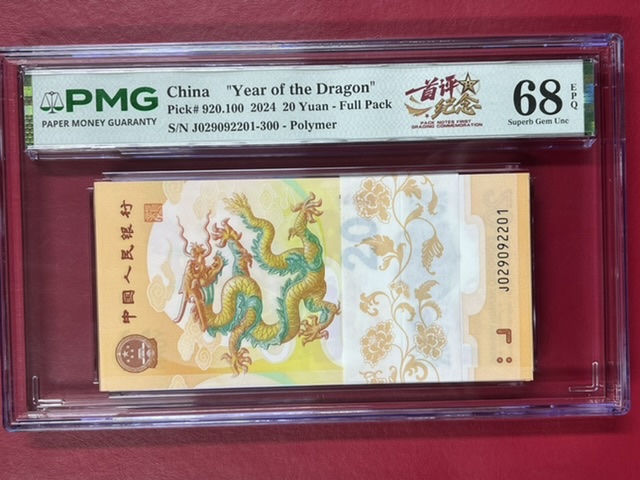 PMG
PAPER MONEY GUARANTY
China "Year of the Dragon"
Pick# 920.100 2024 20 Yuan - Full Pack
S/N J029092201-300 - Polymer
首评
纪念
PACK NOTES FIRST
GRADING COMMEMORATION
68 EPQ
Superb Gem Unc
中国人民银行
20
J029092201